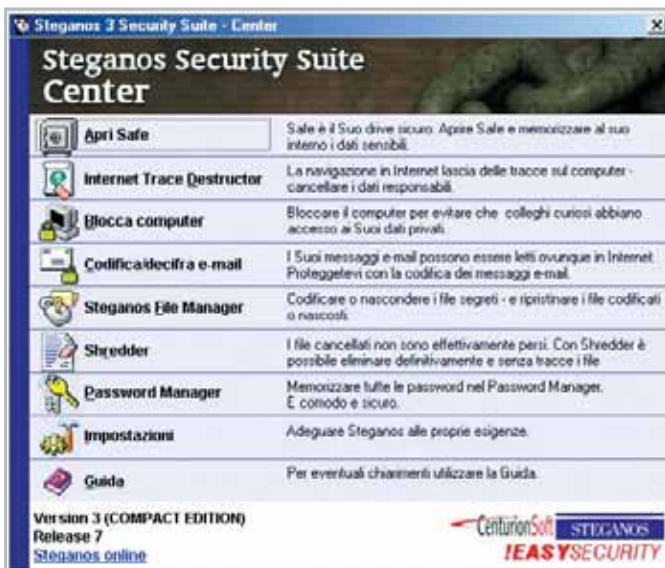 Steganos 3 Security Suite - Center
Steganos Security Suite
Center
Apri Safe
Safe è il Suo drive sicuro. Aprire Safe e memorizzare al suo
interno i dati sensibili.
Internet Trace Destructor
La navigazione in Internet lascia delle tracce sul computer -
cancellare i dati responsabili.
Blocca computer
Bloccare il computer per evitare che colleghi curiosi abbiano
accesso ai Suoi dati privati.
Codifica/decifra e-mail
I Suoi messaggi e-mail possono essere letti ovunque in Internet.
Proteggetevi con la codifica dei messaggi e-mail.
Steganos File Manager
Codificare o nascondere i file segreti - e ripristinare i file codificati
o nascosti.
Shredder
I file cancellati non sono effettivamente persi. Con Shredder è
possibile eliminare definitivamente e senza tracce i file
Password Manager
Memorizzare tutte le password nel Password Manager.
È comodo e sicuro.
Impostazioni
Adeguare Steganos alle proprie esigenze.
Guida
Per eventuali chiarimenti utilizzare la Guida.
Version 3 (COMPACT EDITION)
Release 7
Steganos online
CenturionSoft STEGANOS
!EASYSECURITY